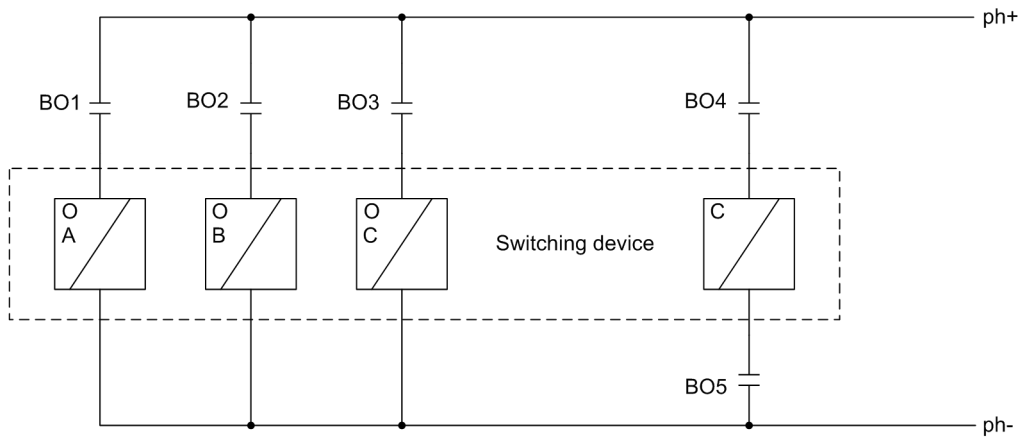 ph+
BO1
BO2
BO3
BO4
O
A
O
B
O
C
Switching device
C
BO5
ph-